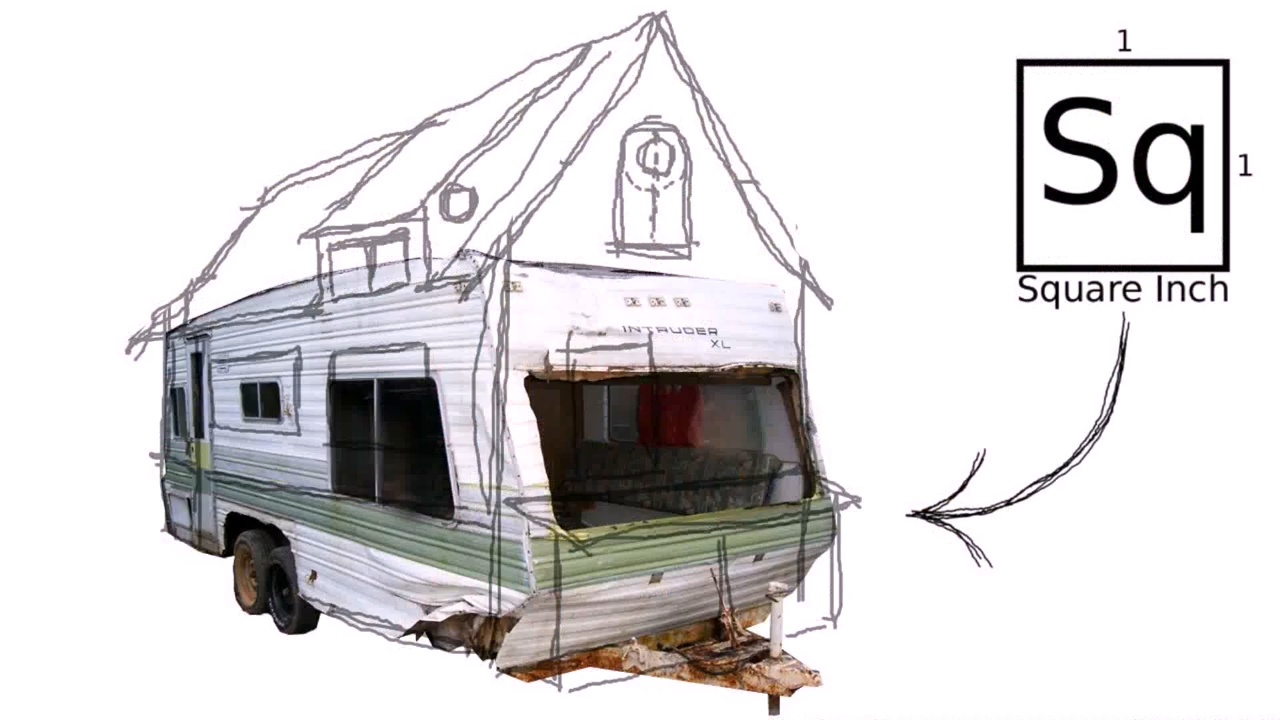 1
Sq
1
Square Inch
INTRUDER
XL